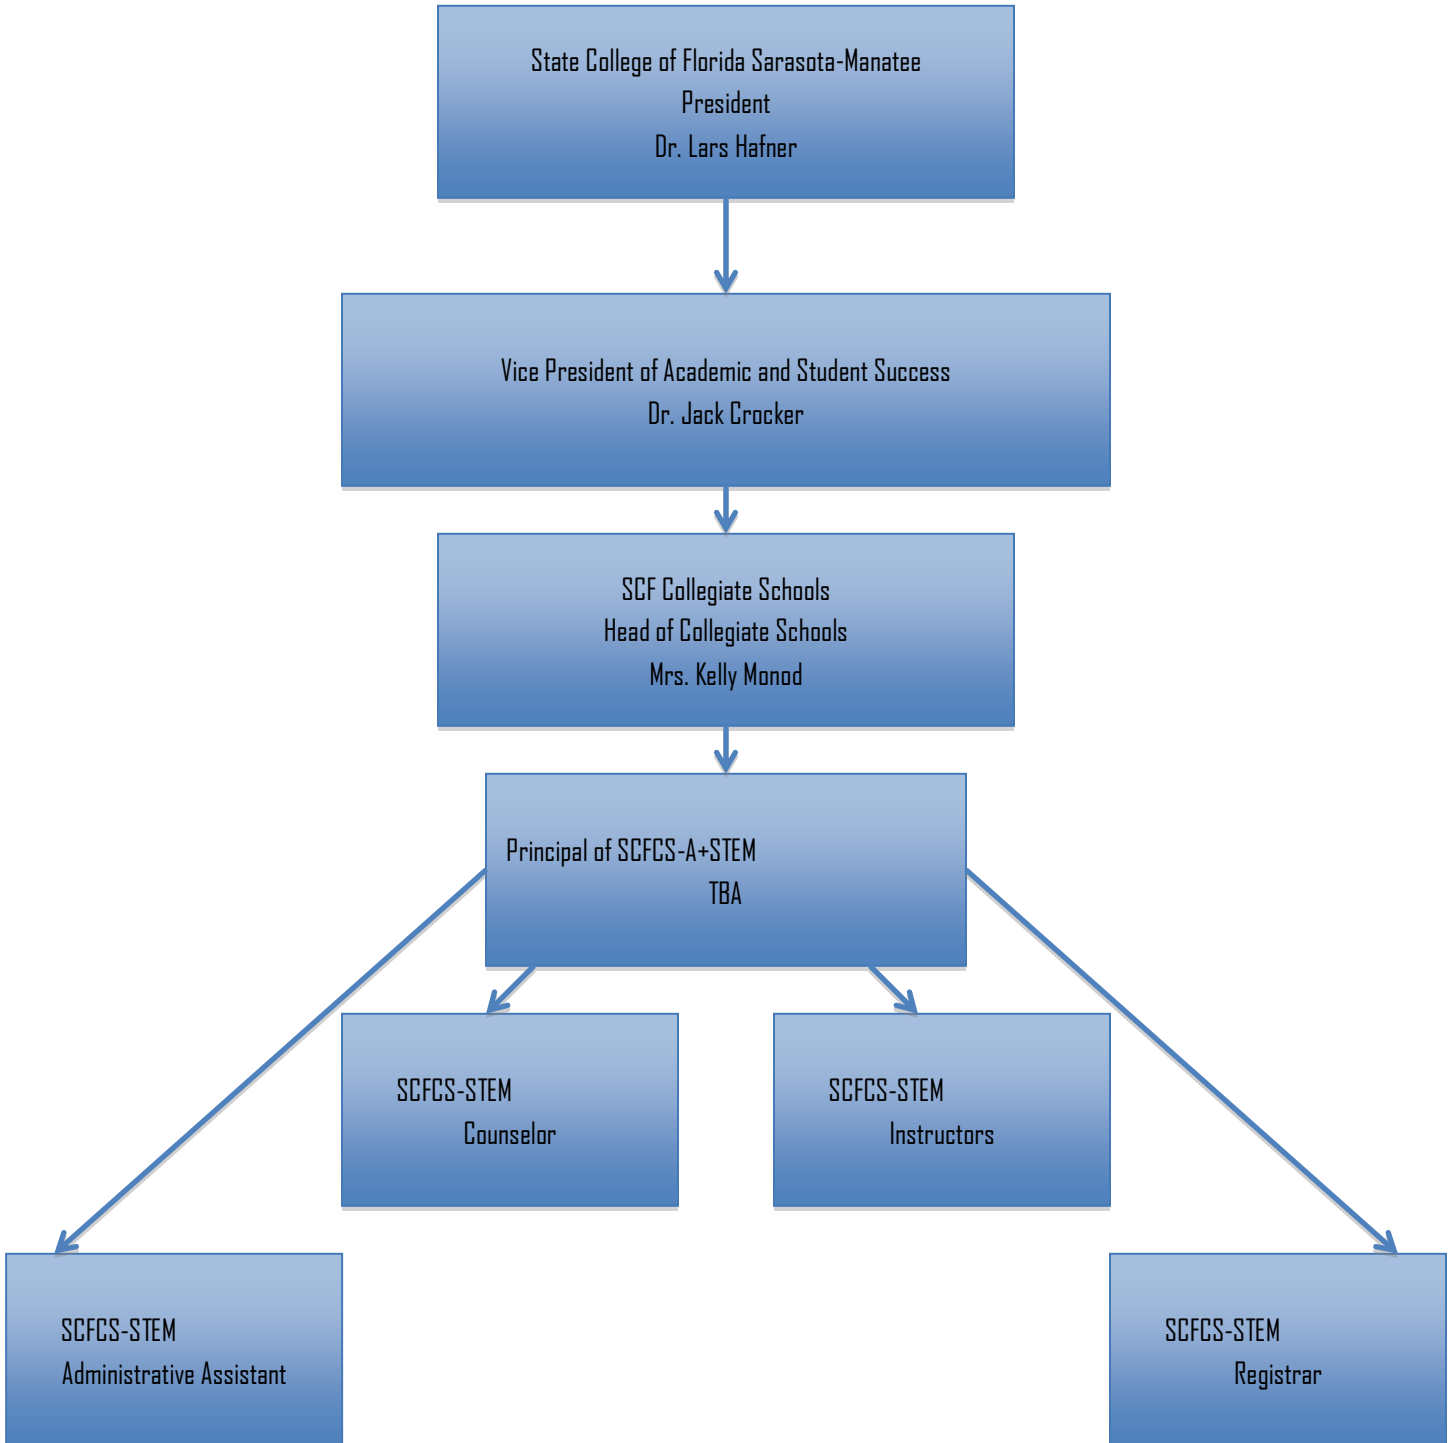 State College of Florida Sarasota-Manatee
President
Dr. Lars Hafner
Vice President of Academic and Student Success
Dr. Jack Crocker
SCF Collegiate Schools
Head of Collegiate Schools
Mrs. Kelly Monod
Principal of SCFCS-A+STEM
TBA
SCFCS-STEM
Counselor
SCFCS-STEM
Instructors
SCFCS-STEM
Administrative Assistant
SCFCS-STEM
Registrar